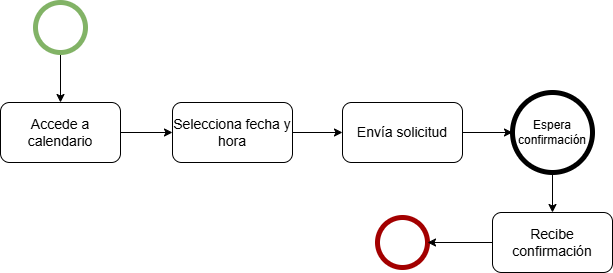 Accede a
calendario
Selecciona fecha y
hora
Envía solicitud
Espera
confirmación
Recibe
confirmación